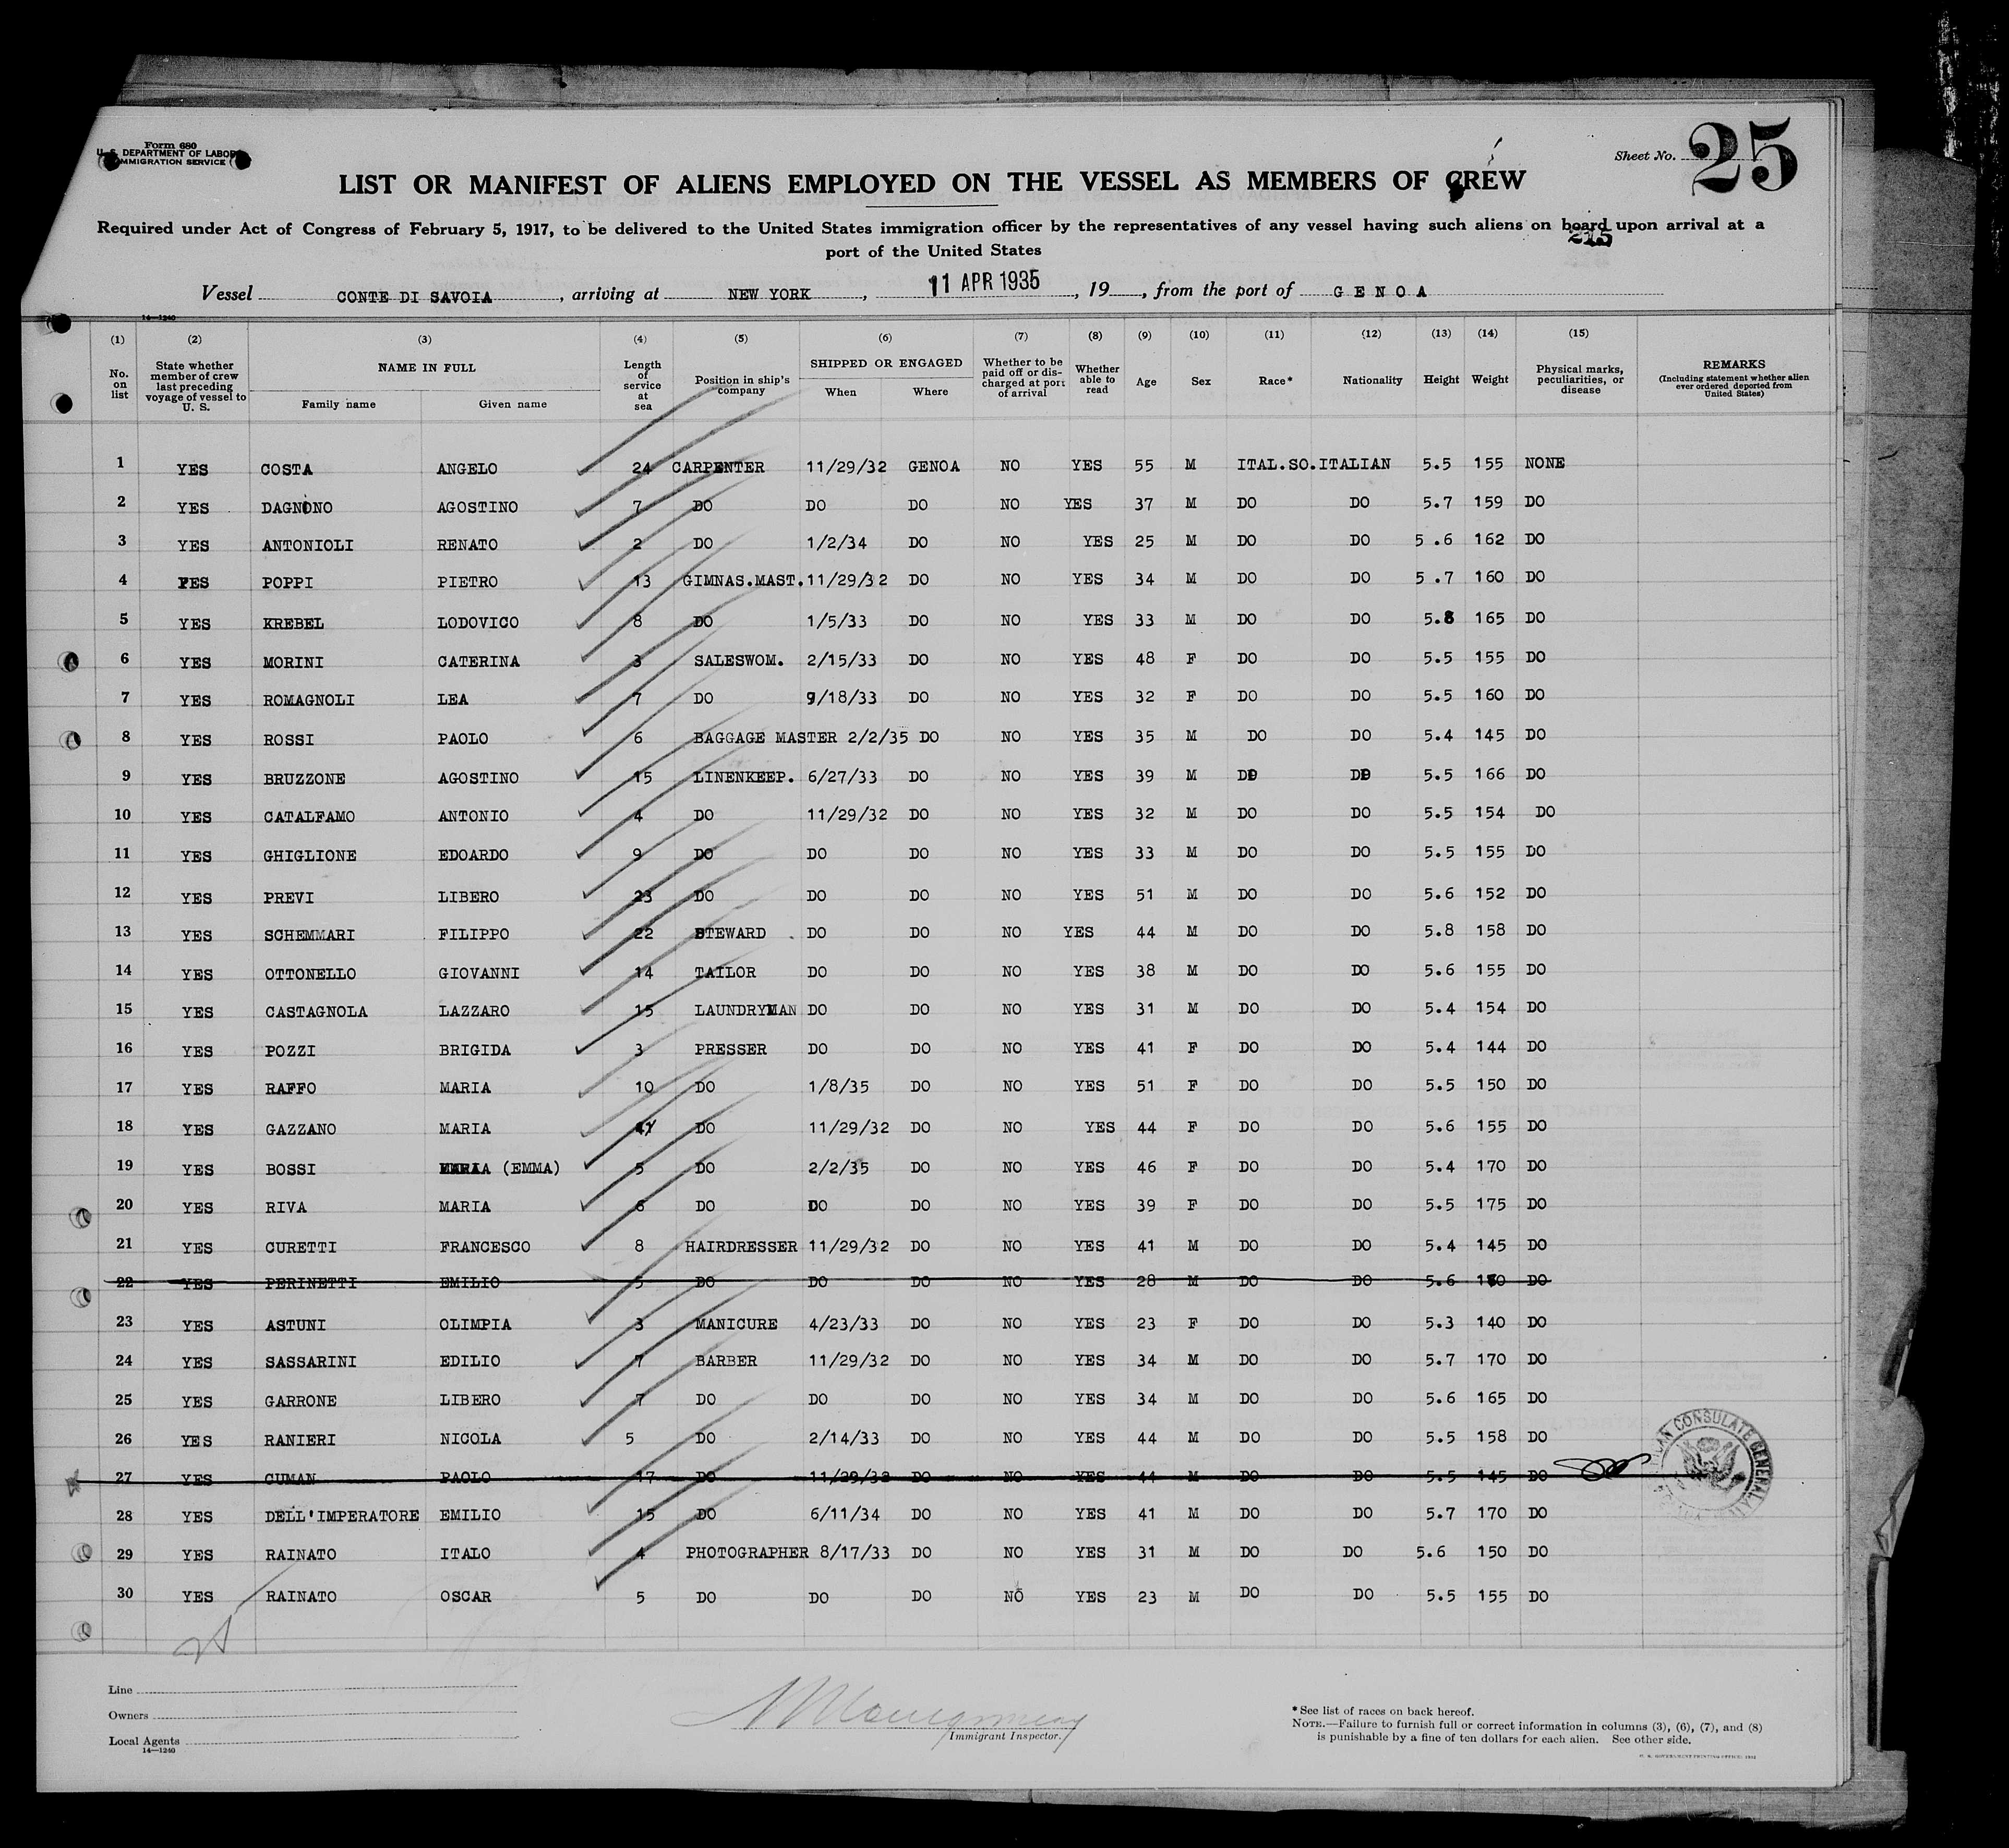 Form 680
U. S. DEPARTMENT OF LABOR
IMMIGRATION SERVICE
Sheet No. 25
LIST OR MANIFEST OF ALIENS EMPLOYED ON THE VESSEL AS MEMBERS OF CREW
Required under Act of Congress of February 5, 1917, to be delivered to the United States immigration officer by the representatives of any vessel having such aliens on board upon arrival at a
port of the United States
215
Vessel CONTE DI SAVOIA, arriving at NEW YORK, 11 APR 1935, 19, from the port of GENOA
14—1240
(1) (2) (3) (4) (5) (6) (7) (8) (9) (10) (11) (12) (13) (14) (15)
No. on list State whether member of crew last preceding voyage of vessel to U. S. NAME IN FULL Family name Given name Length of service at sea Position in ship's company SHIPPED OR ENGAGED When Where Whether to be paid off or discharged at port of arrival Whether able to read Age Sex Race* Nationality Height Weight Physical marks, peculiarities, or disease REMARKS (Including statement whether alien ever ordered deported from United States)
1 YES COSTA ANGELO 24 CARPENTER 11/29/32 GENOA NO YES 55 M ITAL.SO. ITALIAN 5.5 155 NONE
2 YES DAGNONO AGOSTINO 7 DO DO DO NO YES 37 M DO DO 5.7 159 DO
3 YES ANTONIOLI RENATO 2 DO 1/2/34 DO NO YES 25 M DO DO 5.6 162 DO
4 YES POPPI PIETRO 13 GIMNAS.MAST. 11/29/32 DO NO YES 34 M DO DO 5.7 160 DO
5 YES KREBEL LODOVICO 8 DO 1/5/33 DO NO YES 33 M DO DO 5.8 165 DO
6 YES MORINI CATERINA 3 SALESWOM. 2/15/33 DO NO YES 48 F DO DO 5.5 155 DO
7 YES ROMAGNOLI LEA 7 DO 9/18/33 DO NO YES 32 F DO DO 5.5 160 DO
8 YES ROSSI PAOLO 6 BAGGAGE MASTER 2/2/35 DO NO YES 35 M DO DO 5.4 145 DO
9 YES BRUZZONE AGOSTINO 15 LINENKEEP. 6/27/33 DO NO YES 39 M DO DO 5.5 166 DO
10 YES CATALFAMO ANTONIO 4 DO 11/29/32 DO NO YES 32 M DO DO 5.5 154 DO
11 YES GHIGLIONE EDOARDO 9 DO DO DO NO YES 33 M DO DO 5.5 155 DO
12 YES PREVI LIBERO 23 DO DO DO NO YES 51 M DO DO 5.6 152 DO
13 YES SCHEMMARI FILIPPO 22 STEWARD DO DO NO YES 44 M DO DO 5.8 158 DO
14 YES OTTONELLO GIOVANNI 14 TAILOR DO DO NO YES 38 M DO DO 5.6 155 DO
15 YES CASTAGNOLA LAZZARO 15 LAUNDRYMAN DO DO NO YES 31 M DO DO 5.4 154 DO
16 YES POZZI BRIGIDA 3 PRESSER DO DO NO YES 41 F DO DO 5.4 144 DO
17 YES RAFFO MARIA 10 DO 1/8/35 DO NO YES 51 F DO DO 5.5 150 DO
18 YES GAZZANO MARIA DO 11/29/32 DO NO YES 44 F DO DO 5.6 155 DO
19 YES BOSSI MARIA (EMMA) 5 DO 2/2/35 DO NO YES 46 F DO DO 5.4 170 DO
20 YES RIVA MARIA 6 DO DO DO NO YES 39 F DO DO 5.5 175 DO
21 YES CURETTI FRANCESCO 8 HAIRDRESSER 11/29/32 DO NO YES 41 M DO DO 5.4 145 DO
22 YES PERINETTI EMILIO 5 DO DO DO NO YES 28 M DO DO 5.6 DO
23 YES ASTUNI OLIMPIA 3 MANICURE 4/23/33 DO NO YES 23 F DO DO 5.3 140 DO
24 YES SASSARINI EDILIO 7 BARBER 11/29/32 DO NO YES 34 M DO DO 5.7 170 DO
25 YES GARRONE LIBERO 7 DO DO DO NO YES 34 M DO DO 5.6 165 DO
26 YES RANIERI NICOLA 5 DO 2/14/33 DO NO YES 44 M DO DO 5.5 158 DO
27 YES CUMAN PAOLO 17 DO 11/29/32 DO NO YES 44 M DO DO 5.5 145 DO
28 YES DELL'IMPERATORE EMILIO 15 DO 6/11/34 DO NO YES 41 M DO DO 5.7 170 DO
29 YES RAINATO ITALO 4 PHOTOGRAPHER 8/17/33 DO NO YES 31 M DO DO 5.6 150 DO
30 YES RAINATO OSCAR 5 DO DO DO NO YES 23 M DO DO 5.5 155 DO
CONSULATE GENERAL
Line
Owners
Local Agents
14—1240
Montgomery
Immigrant Inspector.
* See list of races on back hereof.
NOTE.—Failure to furnish full or correct information in columns (3), (6), (7), and (8)
is punishable by a fine of ten dollars for each alien. See other side.